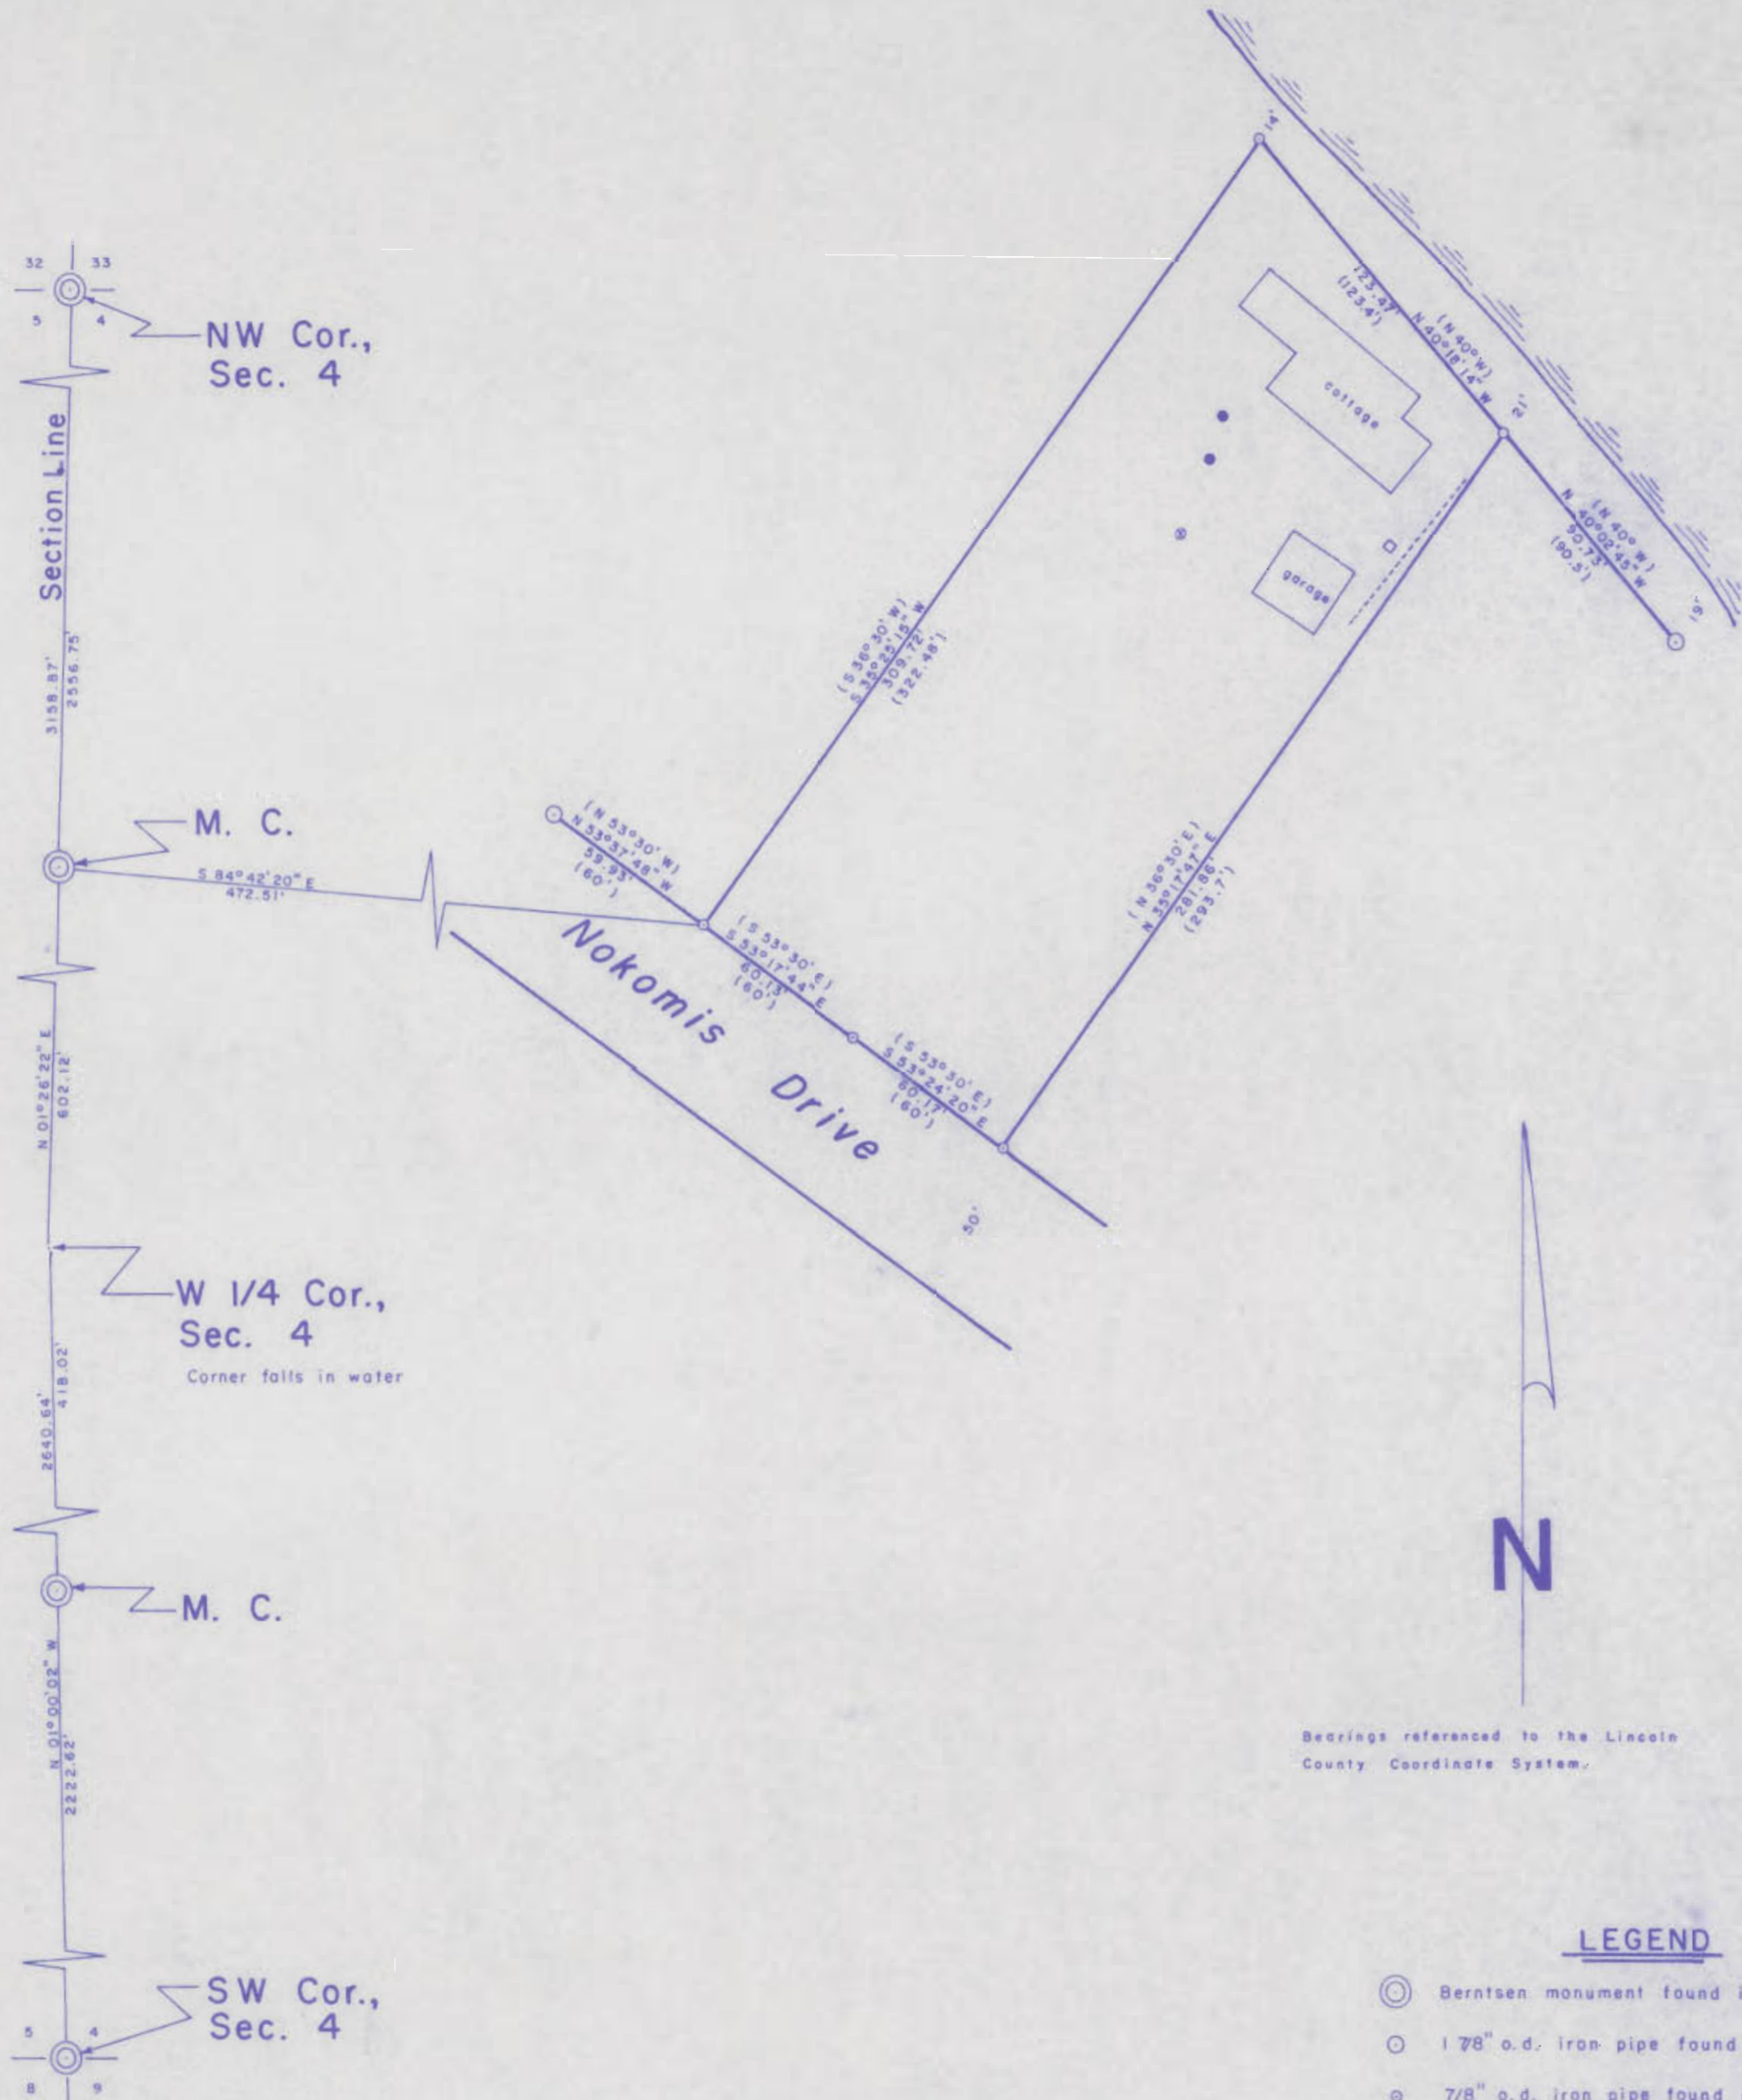 32 33
5 4
NW Cor.,
Sec. 4
Section Line
3158.87'
2556.75'
M. C.
S 84°42'20" E
472.51'
N 01°26'22" E
602.12'
W 1/4 Cor.,
Sec. 4
Corner falls in water
2640.64'
418.02'
M. C.
N 01°00'02" W
2222.62'
SW Cor.,
Sec. 4
5 4
8 9
14'
123.47'
(123.4')
(N 40° W)
N 40°18'14" W
21'
cottage
garage
(N 40° W)
N 40°02'45" W
90.73'
(90.5')
19'
(S 36°30' W)
S 35°25'15" W
309.72'
(322.48')
(N 53°30' W)
N 53°37'48" W
59.93'
(60')
(S 53°30' E)
S 53°17'44" E
60.13'
(60')
(S 53°30' E)
S 53°24'20" E
60.17'
(60')
(N 36°30' E)
N 35°17'47" E
281.86'
(293.7')
Nokomis Drive
50'
N
Bearings referenced to the Lincoln
County Coordinate System.
LEGEND
Berntsen monument found
1 7/8" o.d. iron pipe found
7/8" o.d. iron pipe found